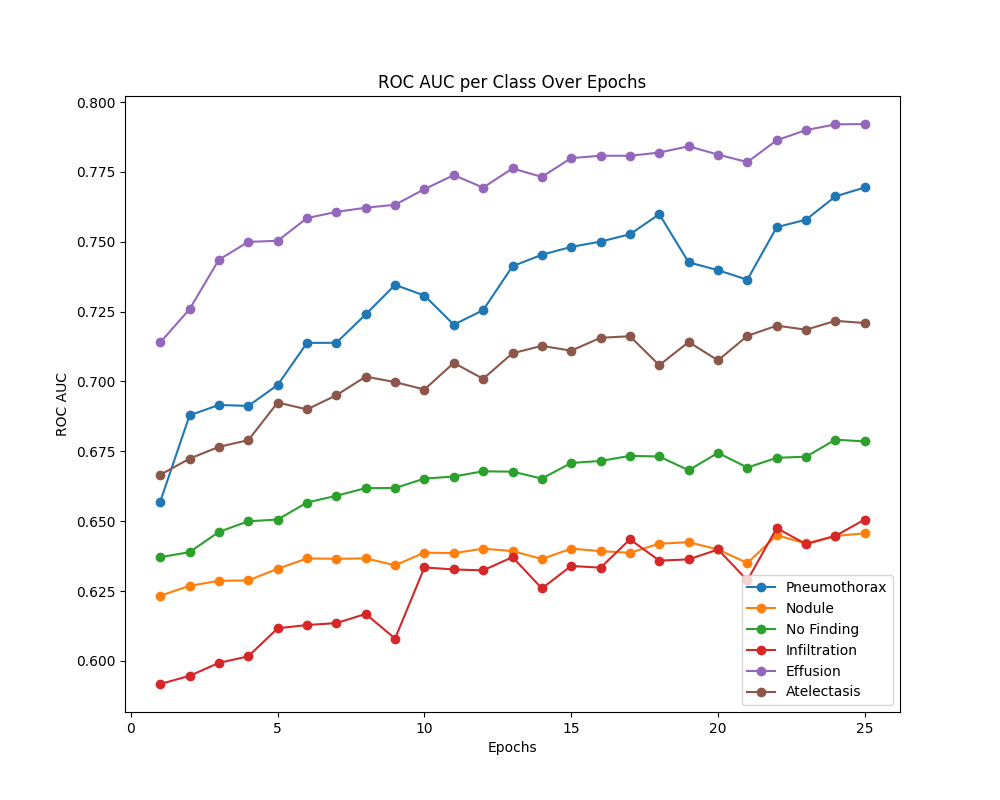 ROC AUC per Class Over Epochs
ROC AUC
0.800
0.775
0.750
0.725
0.700
0.675
0.650
0.625
0.600
0
5
10
15
20
25
Epochs
Pneumothorax
Nodule
No Finding
Infiltration
Effusion
Atelectasis